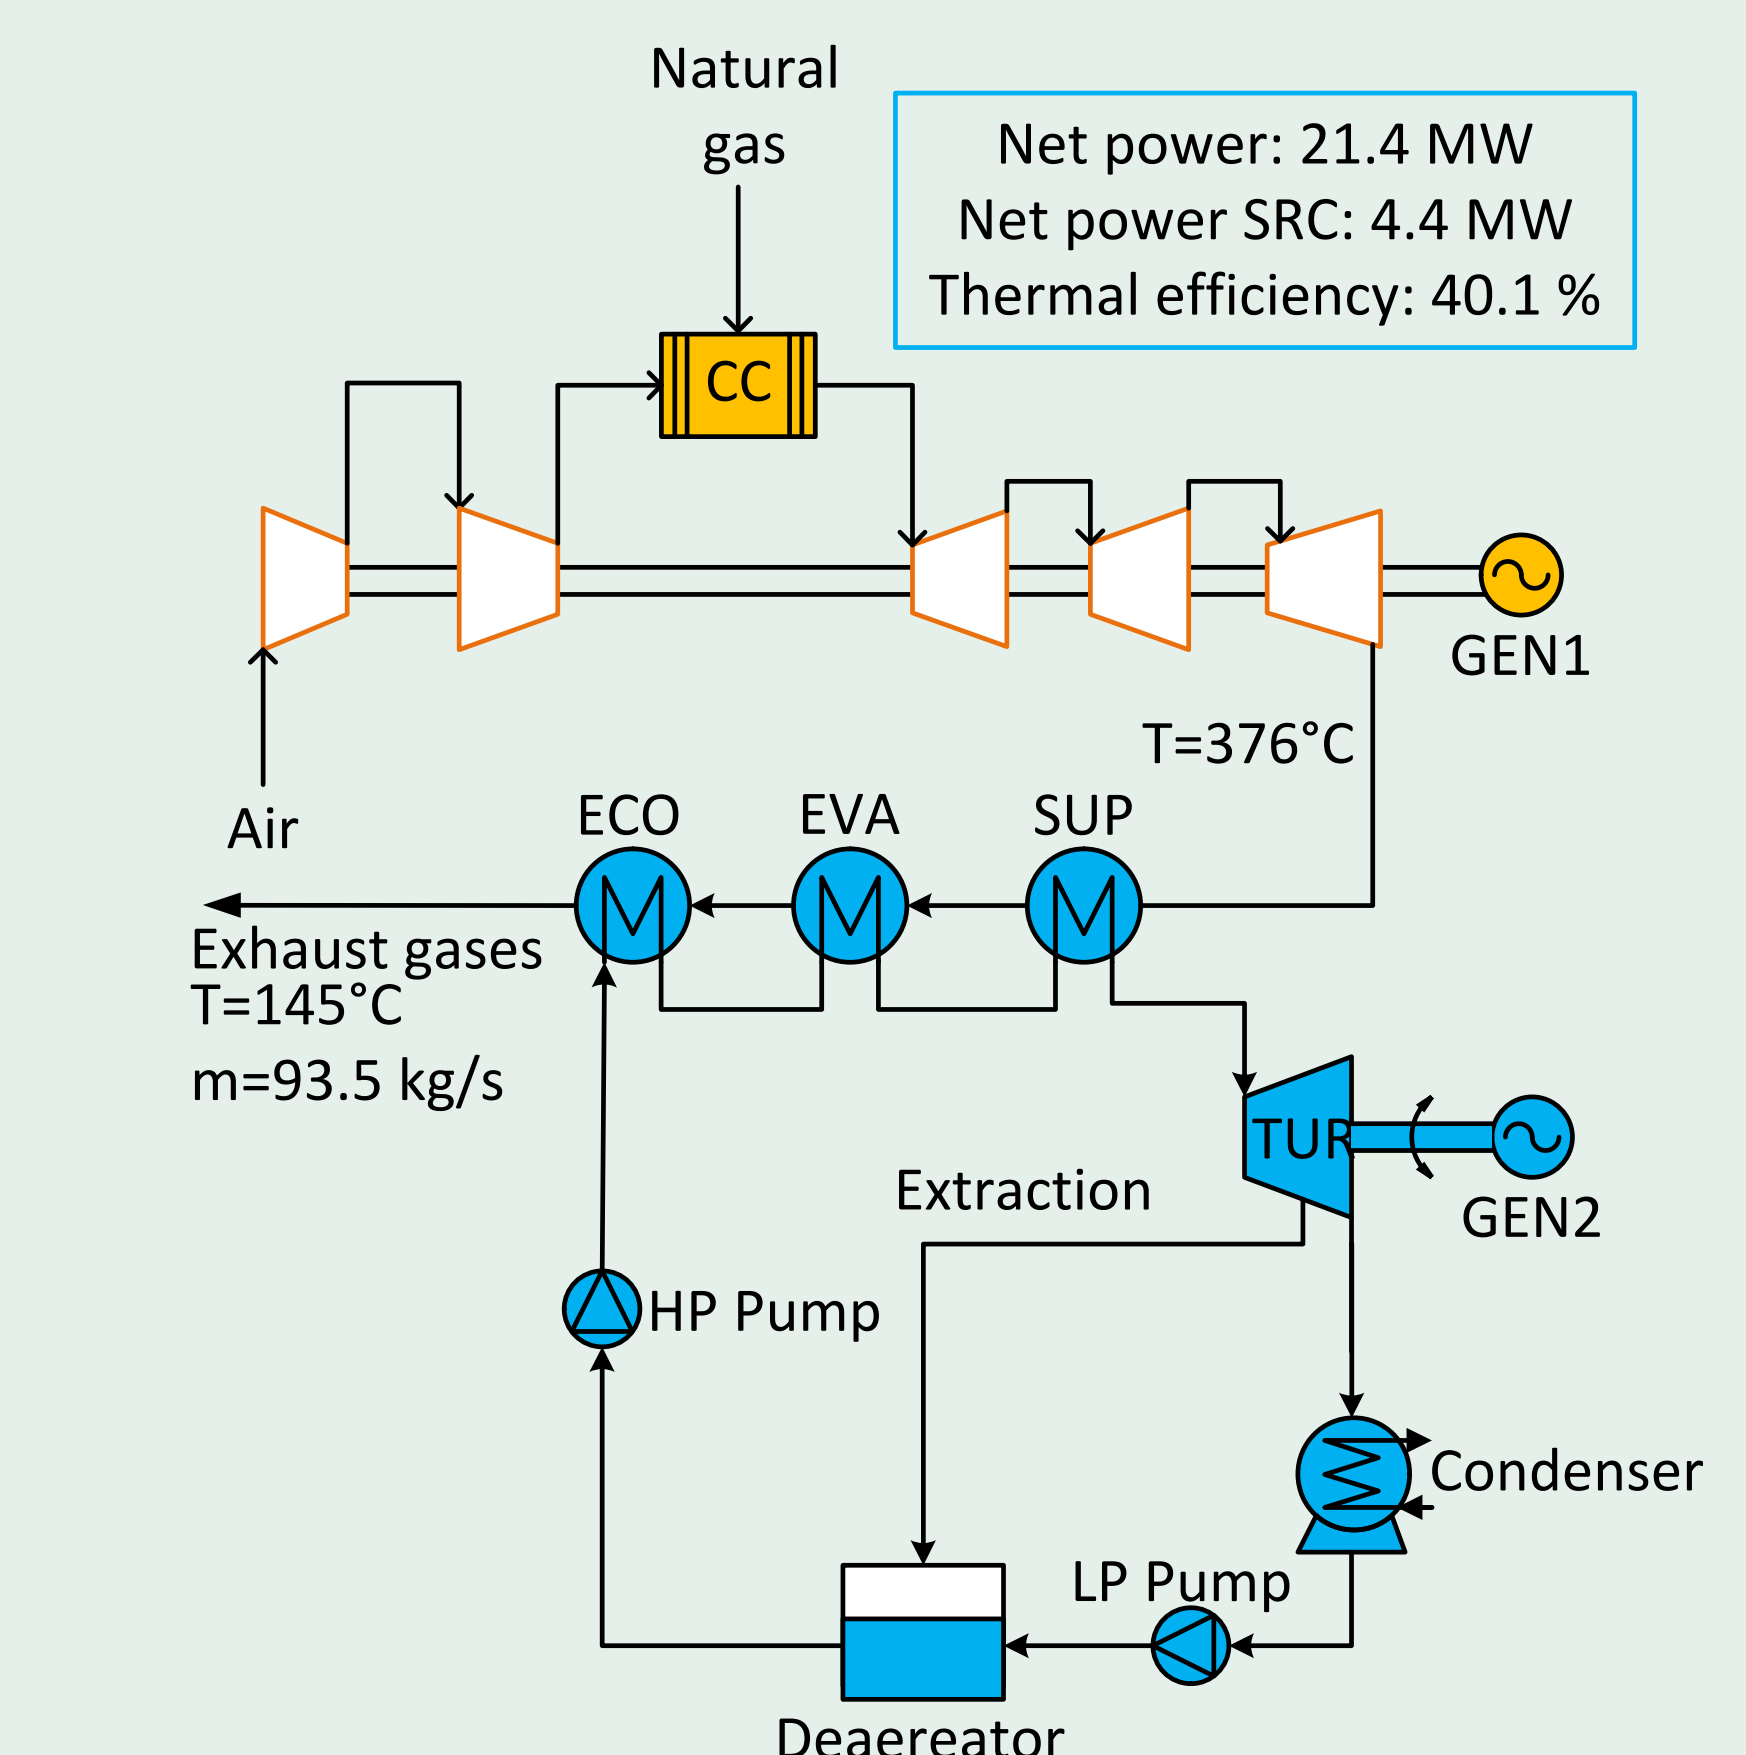 Natural
gas
Net power: 21.4 MW
Net power SRC: 4.4 MW
Thermal efficiency: 40.1 %
CC
GEN1
T=376°C
Air
ECO
EVA
SUP
Exhaust gases
T=145°C
m=93.5 kg/s
TUR
GEN2
Extraction
HP Pump
Condenser
LP Pump
Deaereator